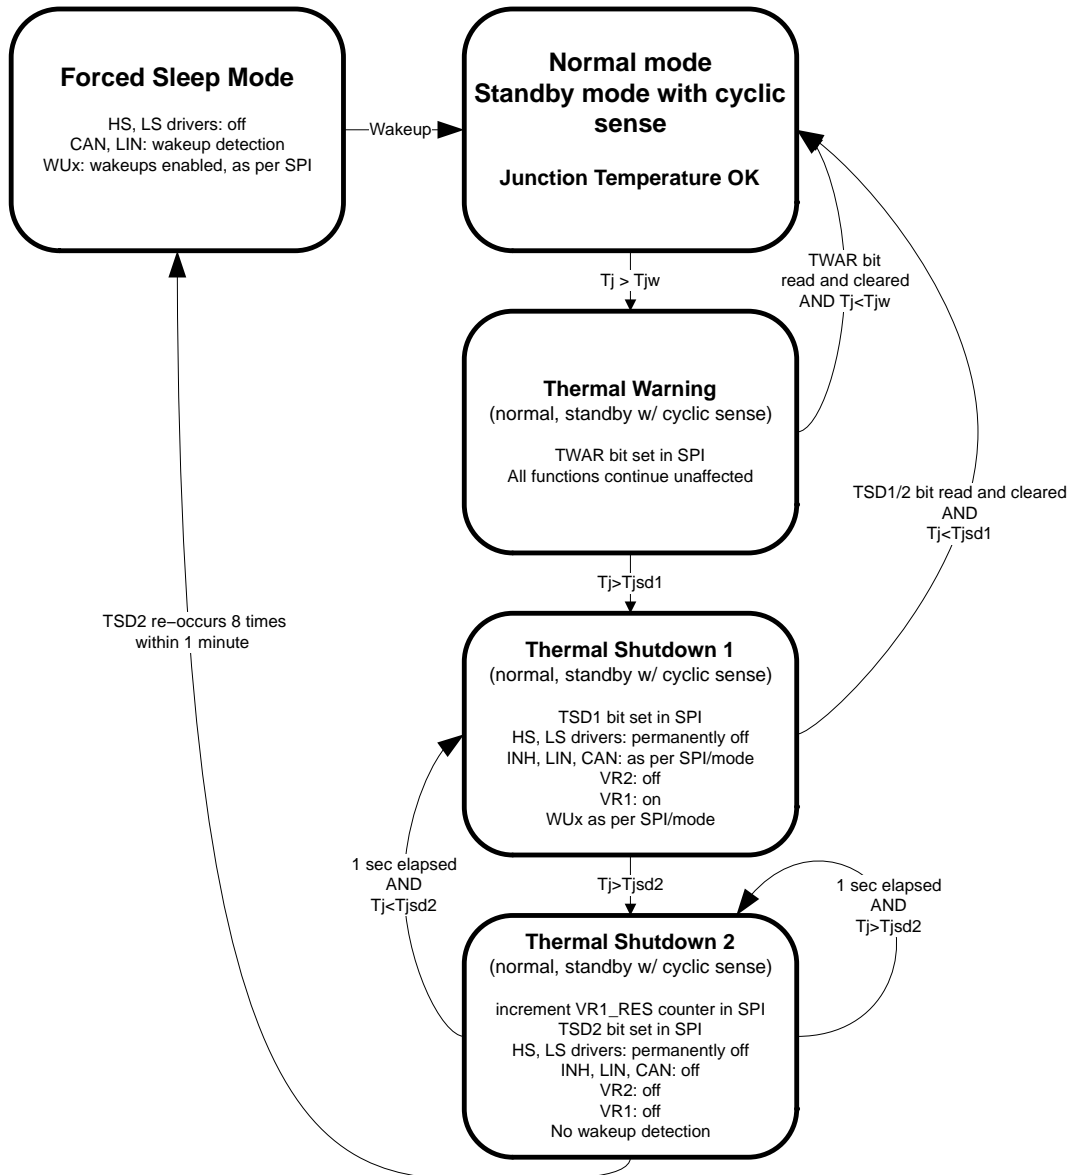 Forced Sleep Mode
HS, LS drivers: off
CAN, LIN: wakeup detection
WUx: wakeups enabled, as per SPI
Wakeup
Normal mode
Standby mode with cyclic
sense
Junction Temperature OK
Tj > Tjw
TWAR bit
read and cleared
AND Tj<Tjw
Thermal Warning
(normal, standby w/ cyclic sense)
TWAR bit set in SPI
All functions continue unaffected
TSD1/2 bit read and cleared
AND
Tj<Tjsd1
Tj>Tjsd1
TSD2 re−occurs 8 times
within 1 minute
Thermal Shutdown 1
(normal, standby w/ cyclic sense)
TSD1 bit set in SPI
HS, LS drivers: permanently off
INH, LIN, CAN: as per SPI/mode
VR2: off
VR1: on
WUx as per SPI/mode
1 sec elapsed
AND
Tj<Tjsd2
Tj>Tjsd2
1 sec elapsed
AND
Tj>Tjsd2
Thermal Shutdown 2
(normal, standby w/ cyclic sense)
increment VR1_RES counter in SPI
TSD2 bit set in SPI
HS, LS drivers: permanently off
INH, LIN, CAN: off
VR2: off
VR1: off
No wakeup detection